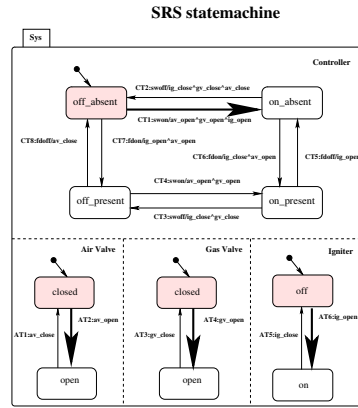 SRS statemachine
Sys
Controller
CT2:swoff/ig_close^gv_close^av_close
off_absent
on_absent
CT1:swon/av_open^gv_open^ig_open
CT8:fdoff/av_close
CT7:fdon/ig_open^av_open
CT6:fdon/ig_close^av_open
CT5:fdoff/ig_open
CT4:swon/av_open^gv_open
off_present
on_present
CT3:swoff/ig_close^gv_close
Air Valve
Gas Valve
Igniter
closed
closed
off
AT2:av_open
AT4:gv_open
AT6:ig_open
AT1:av_close
AT3:gv_close
AT5:ig_close
open
open
on